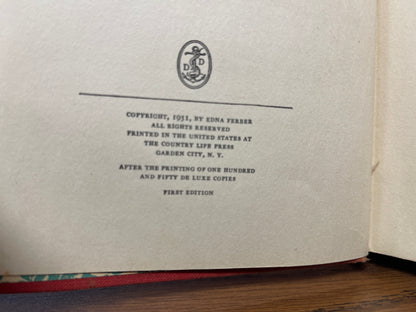 D D
COPYRIGHT, 1931, BY EDNA FERBER
ALL RIGHTS RESERVED
PRINTED IN THE UNITED STATES AT
THE COUNTRY LIFE PRESS
GARDEN CITY, N. Y.
AFTER THE PRINTING OF ONE HUNDRED
AND FIFTY DE LUXE COPIES
FIRST EDITION